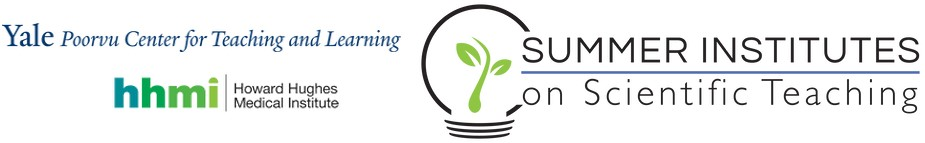 Yale Poorvu Center for Teaching and Learning
hhmi
Howard Hughes
Medical Institute
SUMMER INSTITUTES
on Scientific Teaching